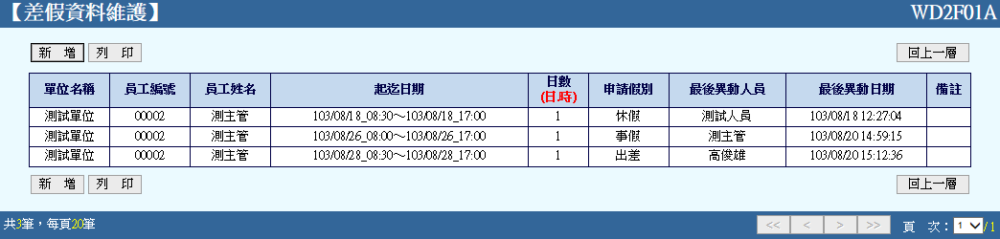 【差假資料維護】 WD2F01A
新 增 列 印 回上一層
單位名稱 員工編號 員工姓名 起迄日期 日數 申請假別 最後異動人員 最後異動日期 備註
(日.時)
測試單位 00002 測主管 103/08/18_08:30～103/08/18_17:00 1 休假 測試人員 103/08/18 12:27:04
測試單位 00002 測主管 103/08/26_08:00～103/08/26_17:00 1 事假 測主管 103/08/20 14:59:15
測試單位 00002 測主管 103/08/28_08:30～103/08/28_17:00 1 出差 高俊雄 103/08/20 15:12:36
新 增 列 印 回上一層
共3筆，每頁20筆 << < > >> 頁 次：1 /1